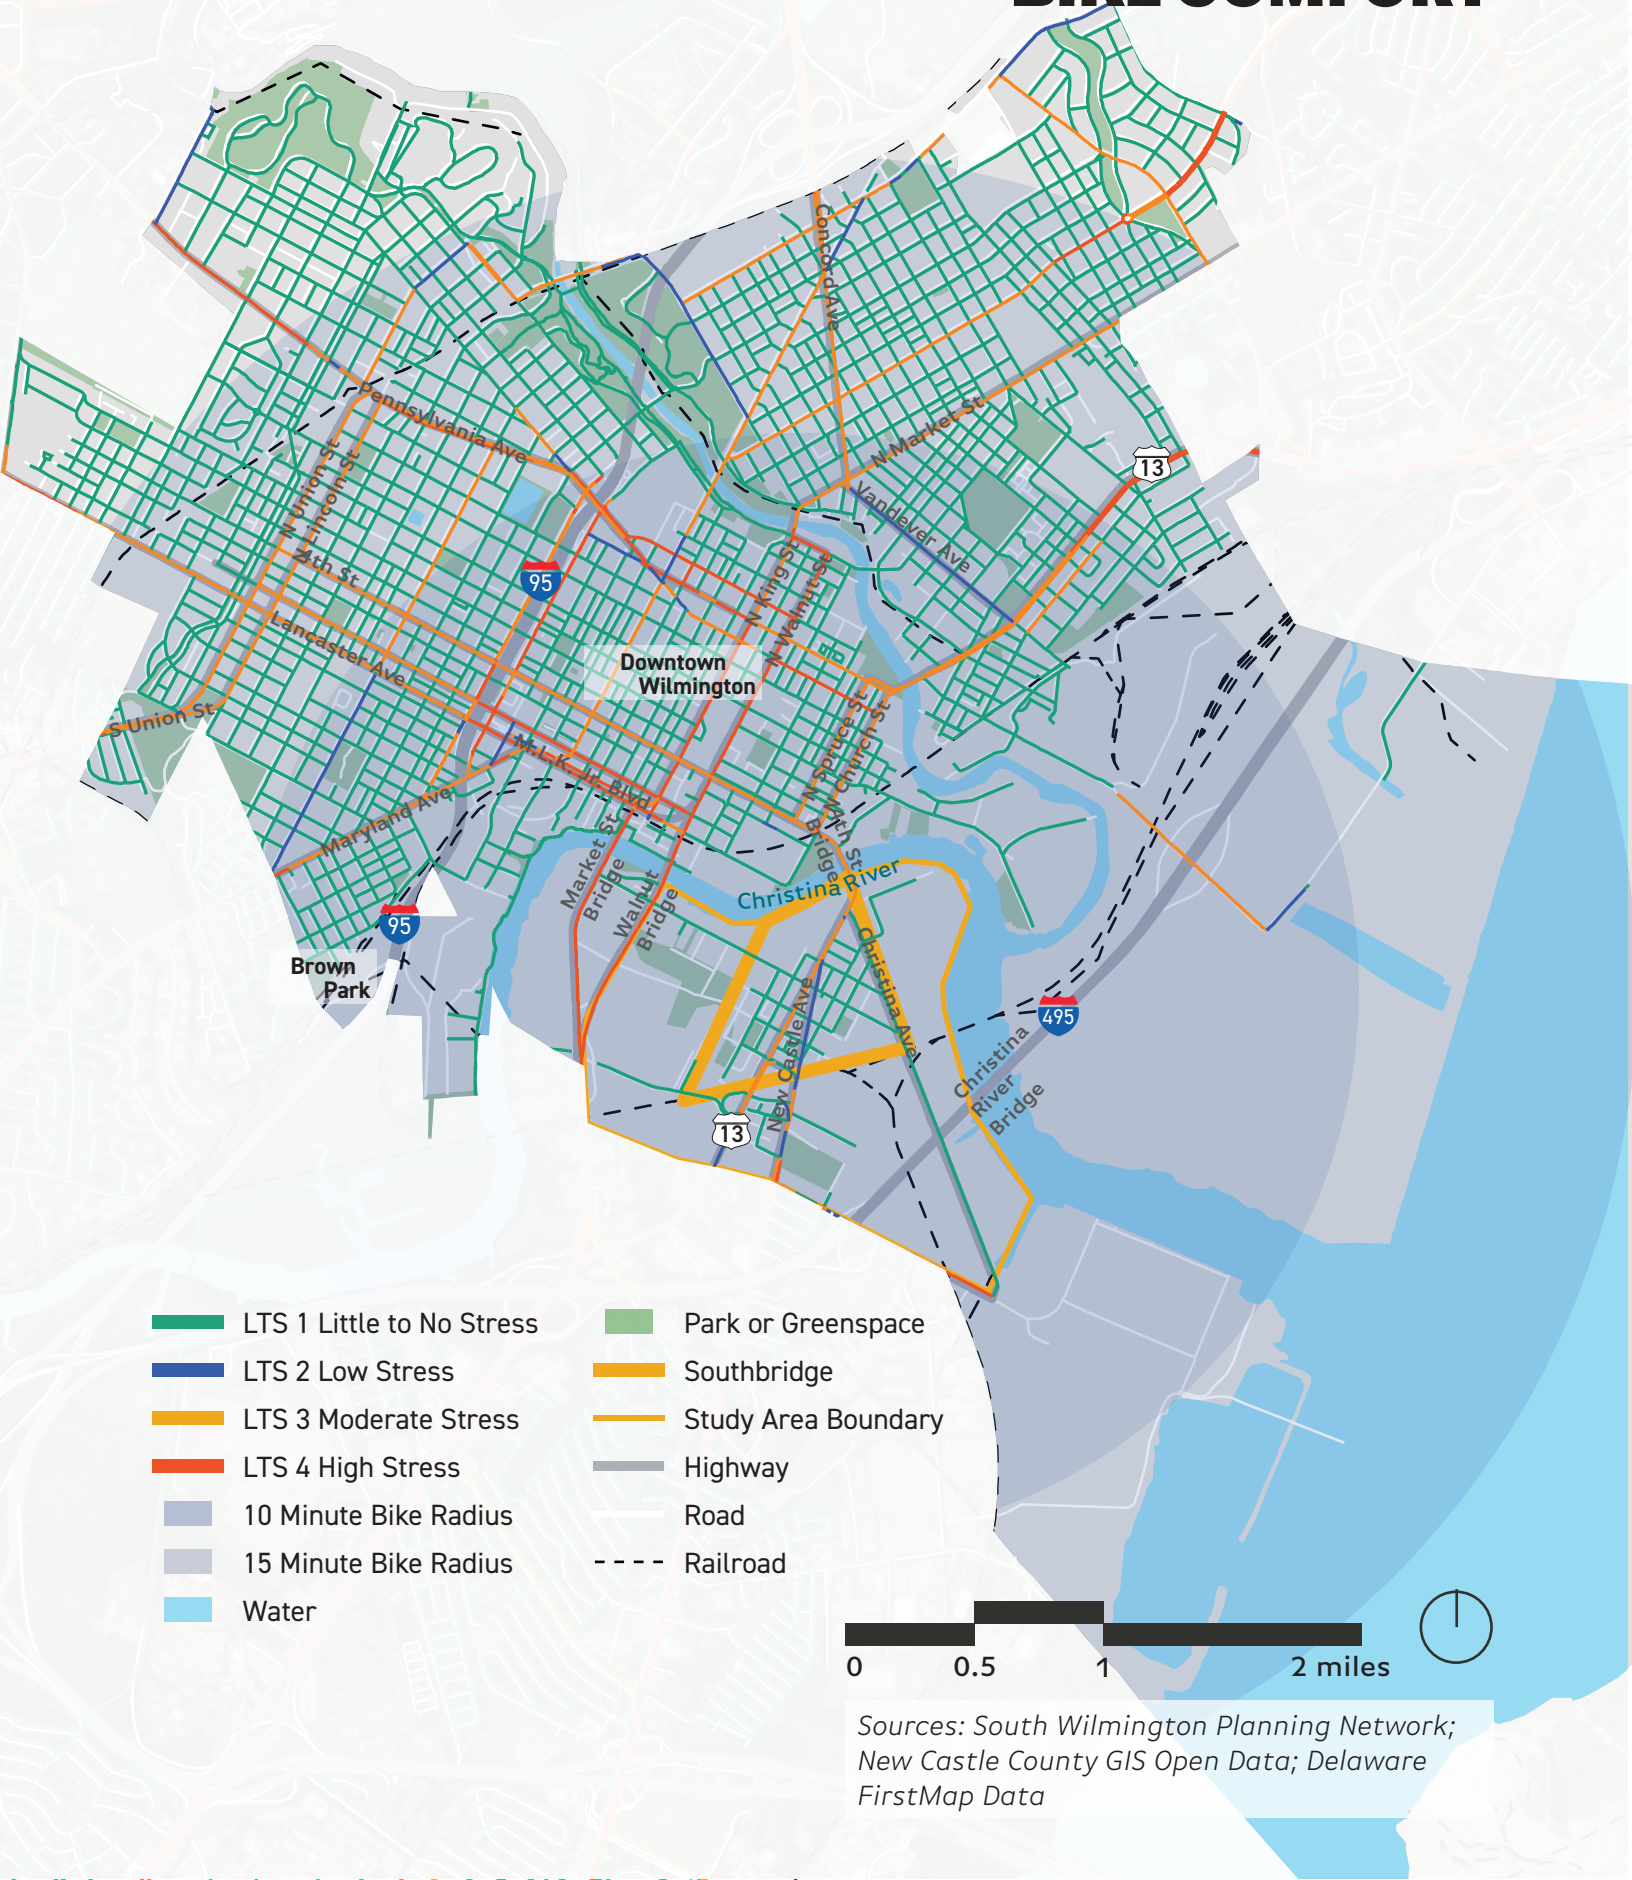 BIKE COMFORT
Concord Ave
Pennsylvania Ave
N Market St
13
N Union St
N Lincoln St
Vandever Ave
4th St
95
N King St
N Walnut St
Lancaster Ave
Downtown
Wilmington
S Union St
N Spruce St
N Church St
M.L.K. Jr. Blvd
Maryland Ave
4th St.
Bridge
Market St
Bridge
Walnut
Bridge
Christina River
95
Brown
Park
Christina Ave
New Castle Ave
495
Christina
River
Bridge
13
LTS 1 Little to No Stress
LTS 2 Low Stress
LTS 3 Moderate Stress
LTS 4 High Stress
10 Minute Bike Radius
15 Minute Bike Radius
Water
Park or Greenspace
Southbridge
Study Area Boundary
Highway
Road
Railroad
0 0.5 1 2 miles
Sources: South Wilmington Planning Network;
New Castle County GIS Open Data; Delaware
FirstMap Data